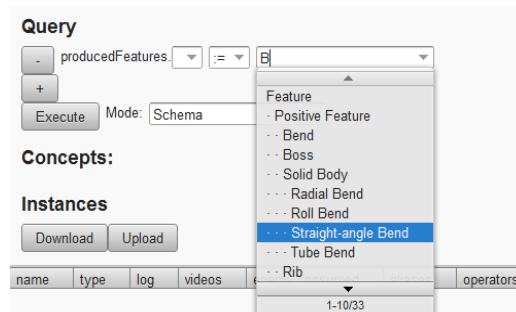 Query
- producedFeatures. := B
+
Execute Mode: Schema
Feature
· Positive Feature
· · Bend
· · Boss
· · Solid Body
· · · Radial Bend
· · · Roll Bend
· · · Straight-angle Bend
· · · Tube Bend
· · Rib
1-10/33
Concepts:
Instances
Download Upload
name type log videos operators